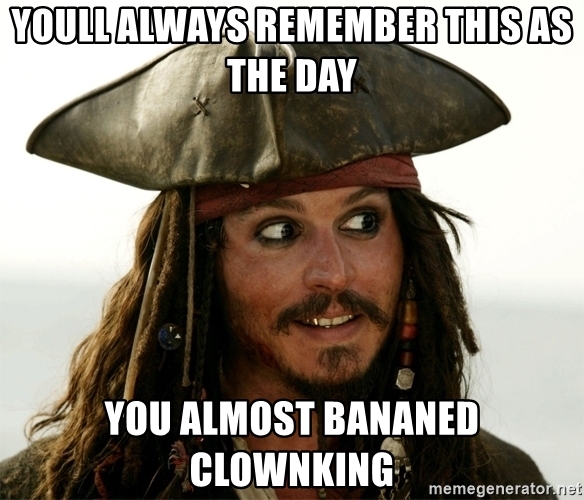 YOULL ALWAYS REMEMBER THIS AS
THE DAY
YOU ALMOST BANANED
CLOWNKING
memegenerator.net